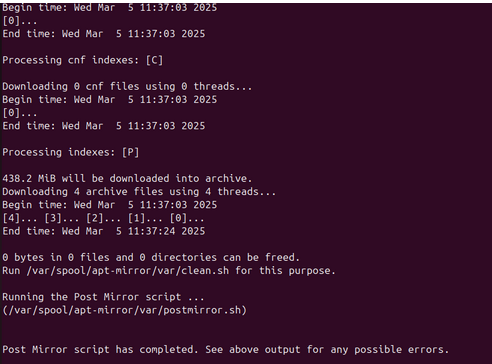 Begin time: Wed Mar  5 11:37:03 2025
[0]...
End time: Wed Mar  5 11:37:03 2025
Processing cnf indexes: [C]
Downloading 0 cnf files using 0 threads...
Begin time: Wed Mar  5 11:37:03 2025
[0]...
End time: Wed Mar  5 11:37:03 2025
Processing indexes: [P]
438.2 MiB will be downloaded into archive.
Downloading 4 archive files using 4 threads...
Begin time: Wed Mar  5 11:37:03 2025
[4]... [3]... [2]... [1]... [0]...
End time: Wed Mar  5 11:37:24 2025
0 bytes in 0 files and 0 directories can be freed.
Run /var/spool/apt-mirror/var/clean.sh for this purpose.
Running the Post Mirror script ...
(/var/spool/apt-mirror/var/postmirror.sh)
Post Mirror script has completed. See above output for any possible errors.